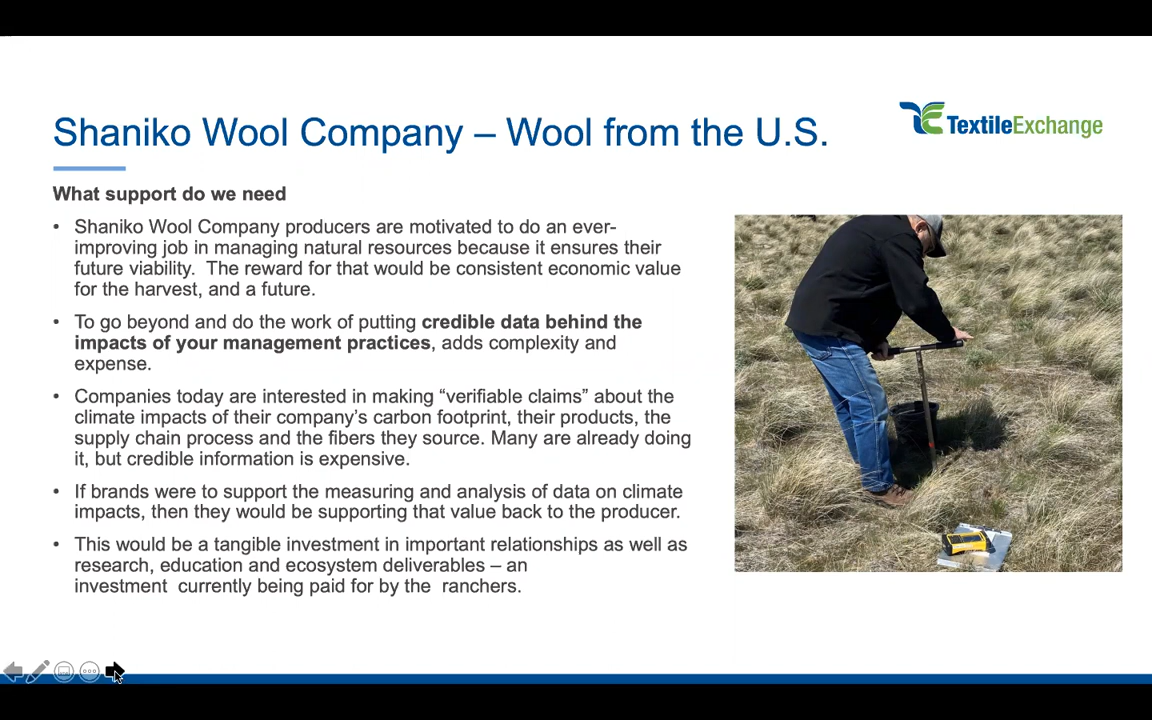 Shaniko Wool Company – Wool from the U.S.
TextileExchange
What support do we need
• Shaniko Wool Company producers are motivated to do an ever-
improving job in managing natural resources because it ensures their
future viability.  The reward for that would be consistent economic value
for the harvest, and a future.
• To go beyond and do the work of putting credible data behind the
impacts of your management practices, adds complexity and
expense.
• Companies today are interested in making “verifiable claims” about the
climate impacts of their company’s carbon footprint, their products, the
supply chain process and the fibers they source. Many are already doing
it, but credible information is expensive.
• If brands were to support the measuring and analysis of data on climate
impacts, then they would be supporting that value back to the producer.
• This would be a tangible investment in important relationships as well as
research, education and ecosystem deliverables – an
investment  currently being paid for by the  ranchers.